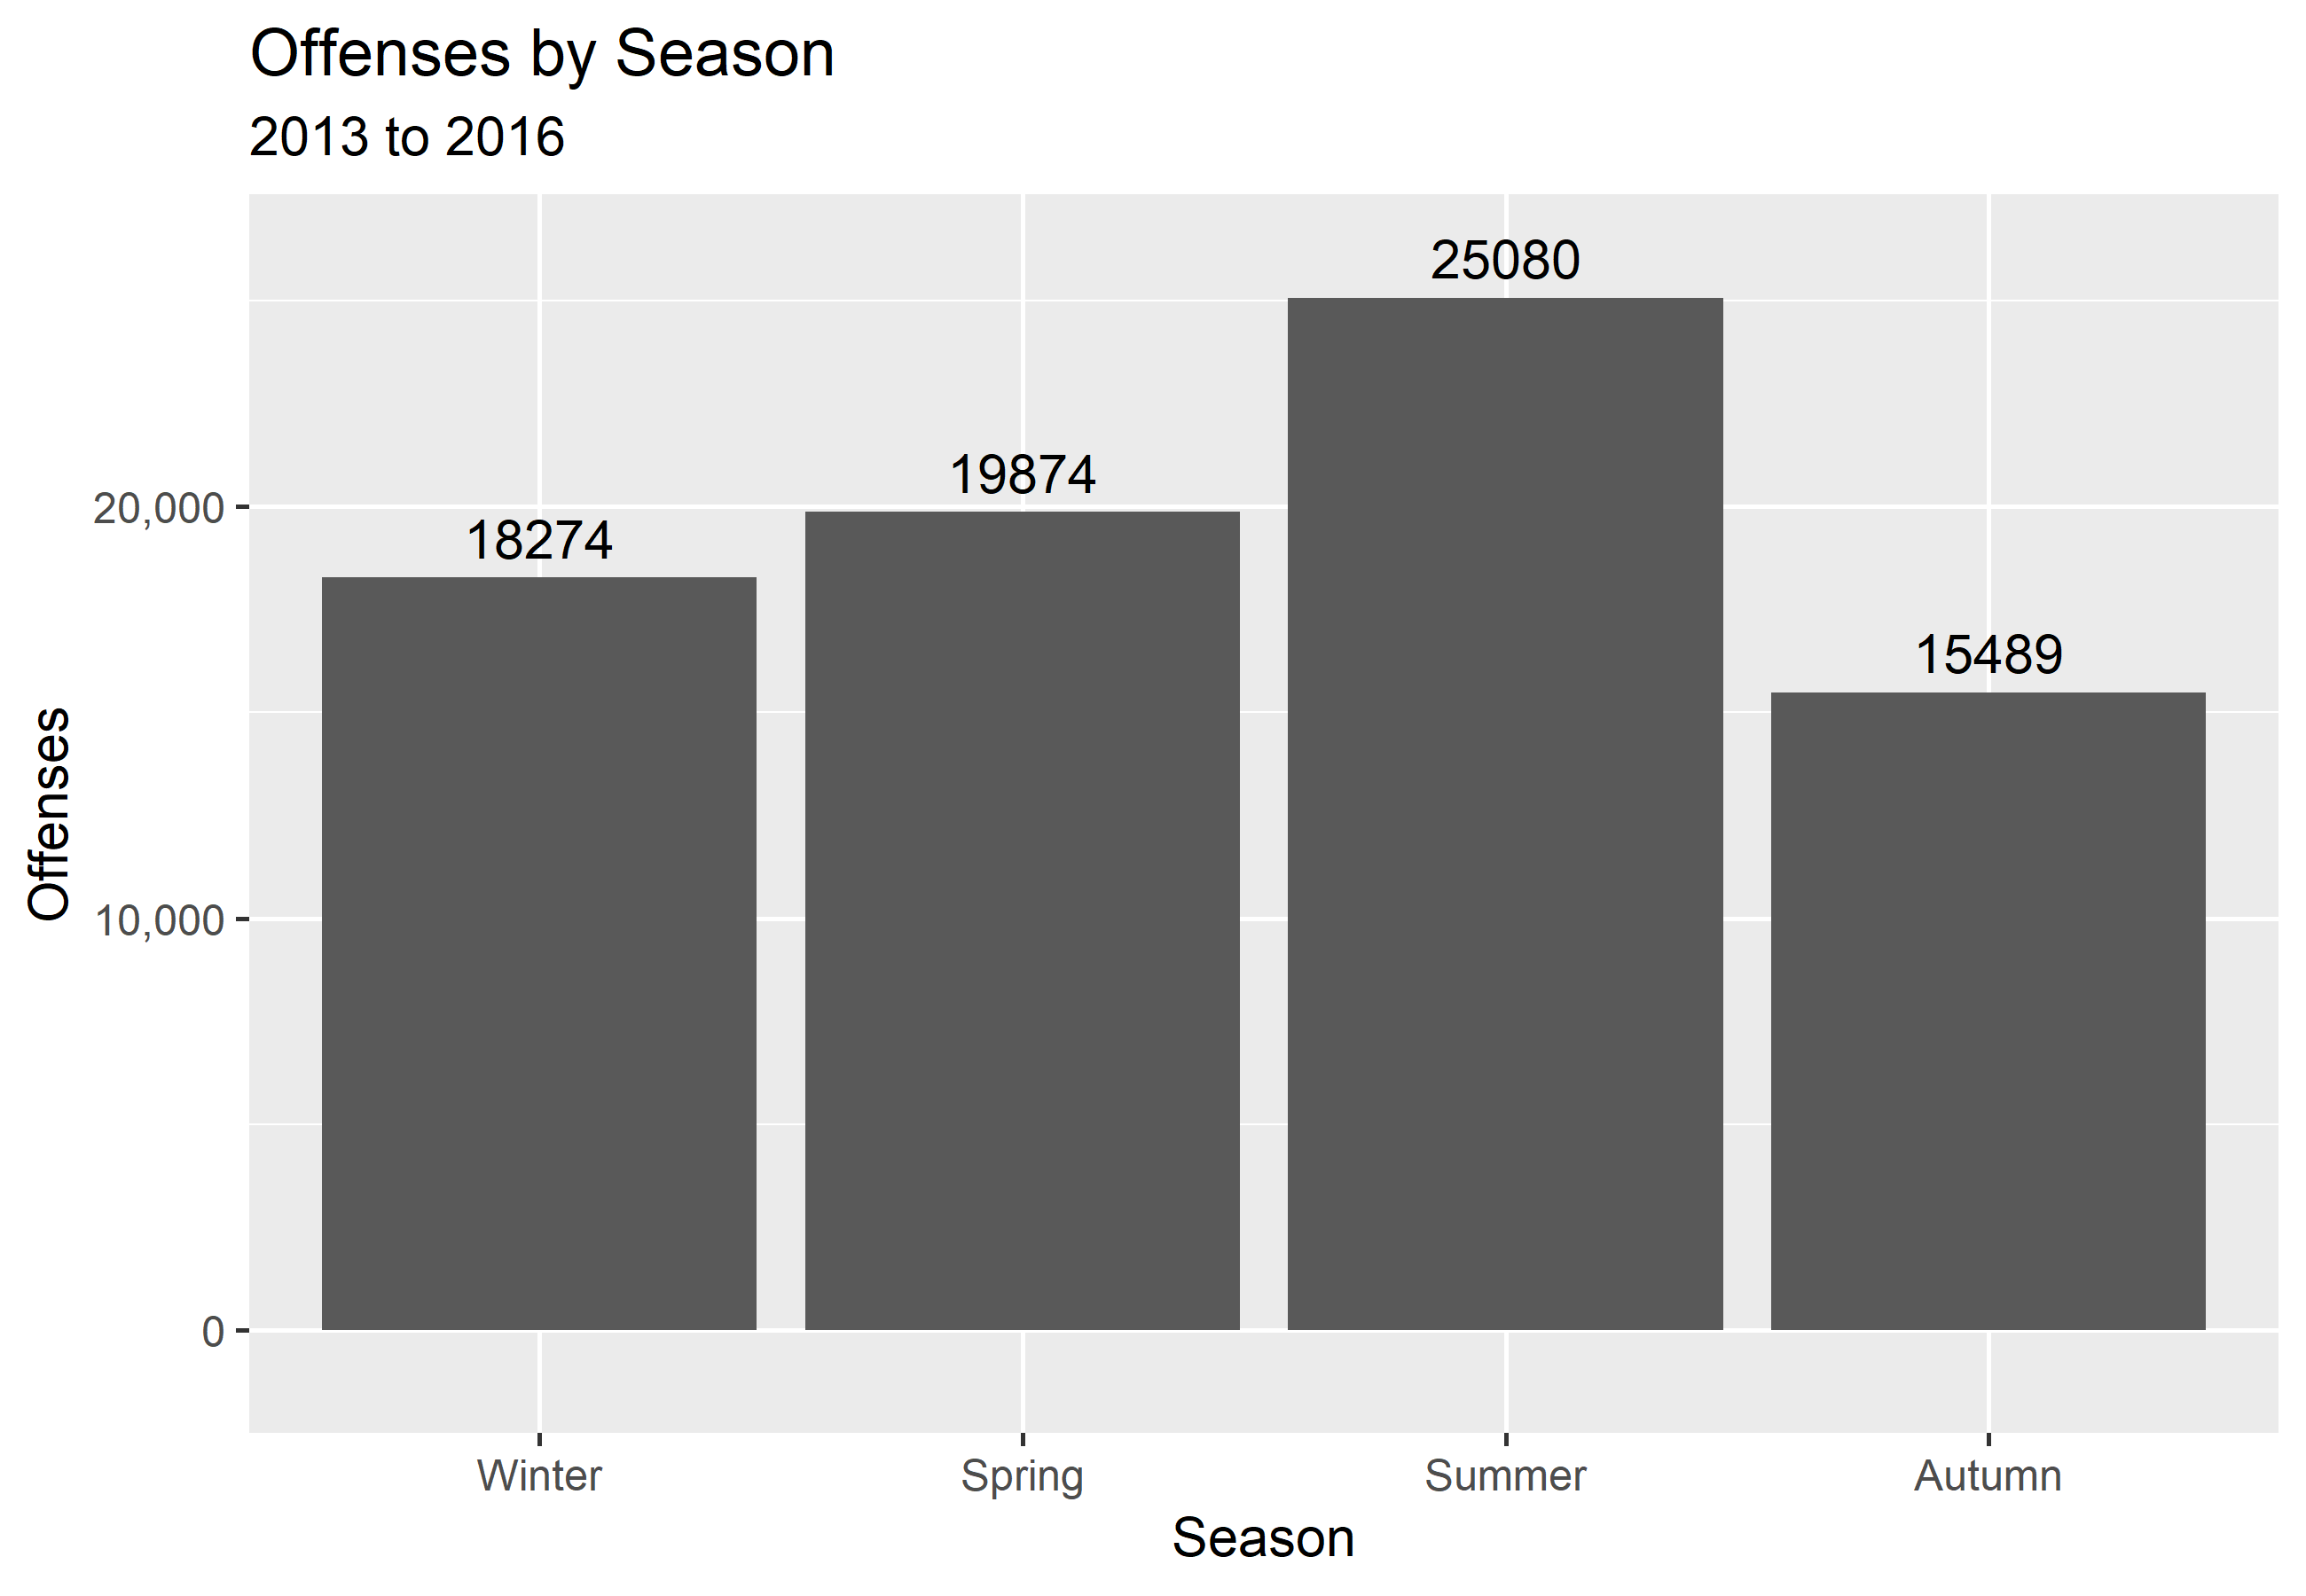 Offenses by Season
2013 to 2016
25080
19874
20,000
18274
15489
Offenses
10,000
0
Winter
Spring
Summer
Autumn
Season